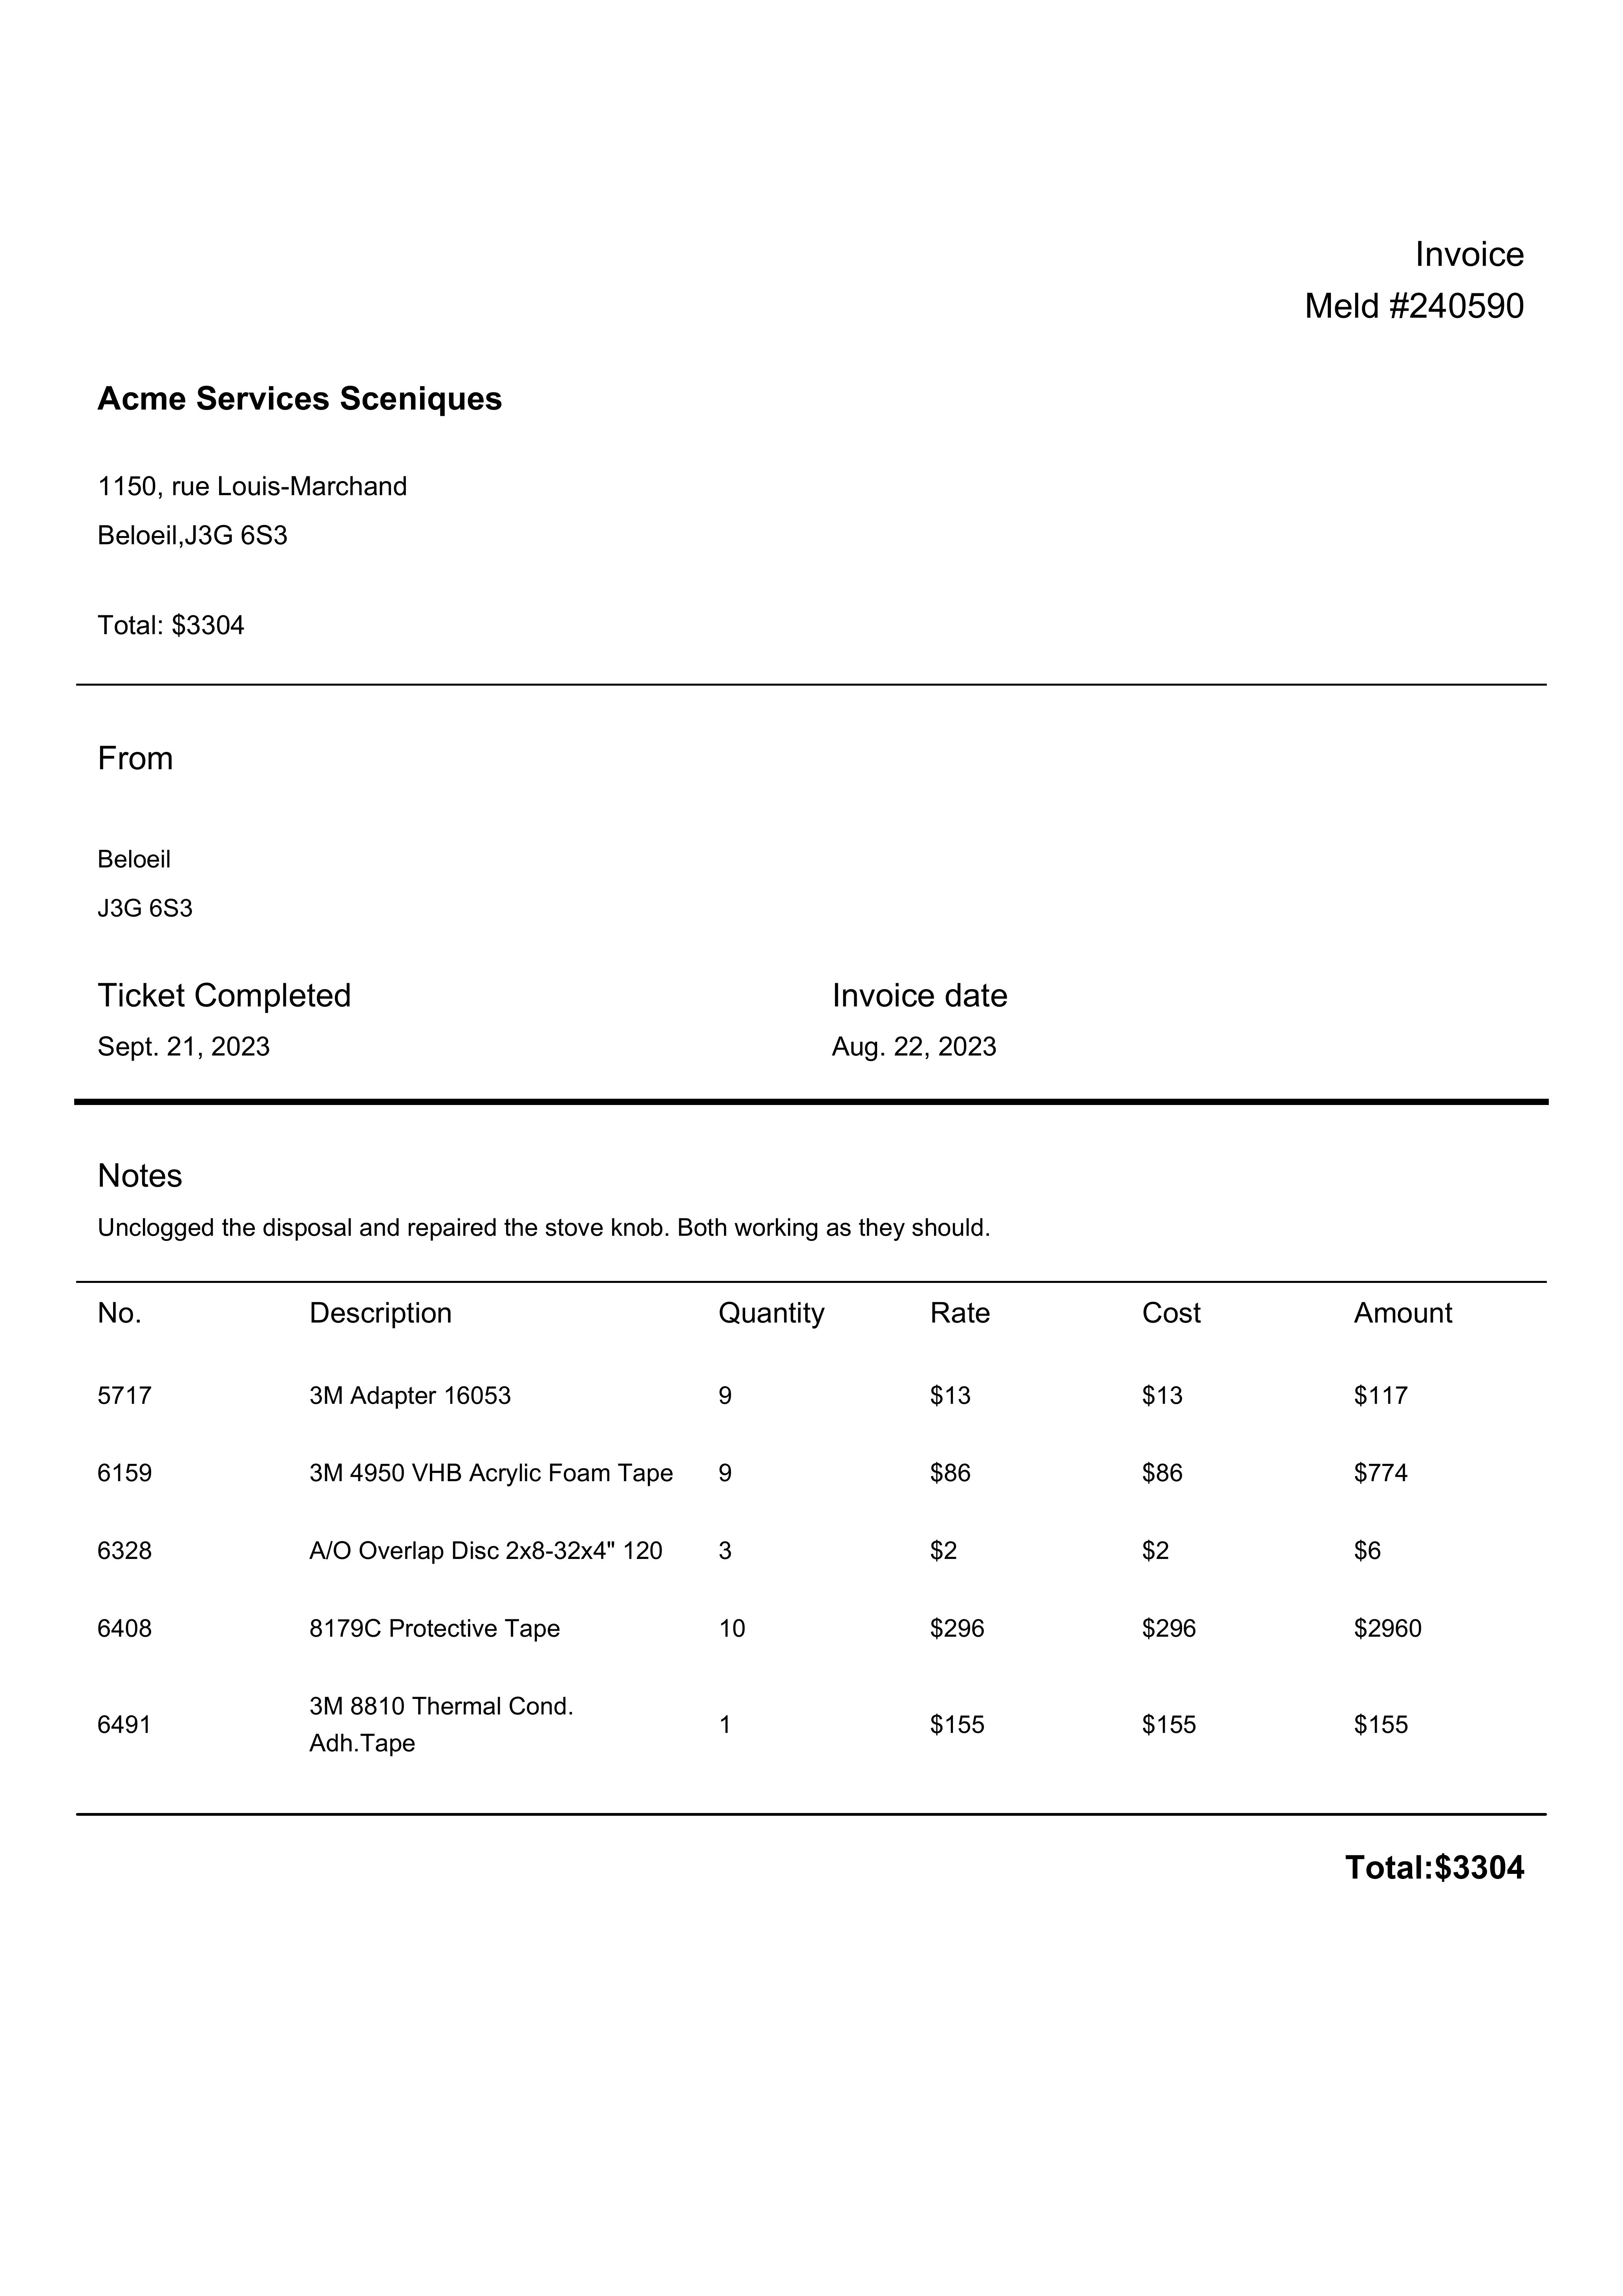 Invoice
Meld #240590
Acme Services Sceniques
1150, rue Louis-Marchand
Beloeil,J3G 6S3
Total: $3304
From
Beloeil
J3G 6S3
Ticket Completed Invoice date
Sept. 21, 2023 Aug. 22, 2023
Notes
Unclogged the disposal and repaired the stove knob. Both working as they should.
No. Description Quantity Rate Cost Amount
5717 3M Adapter 16053 9 $13 $13 $117
6159 3M 4950 VHB Acrylic Foam Tape 9 $86 $86 $774
6328 A/O Overlap Disc 2x8-32x4" 120 3 $2 $2 $6
6408 8179C Protective Tape 10 $296 $296 $2960
6491 3M 8810 Thermal Cond. 1 $155 $155 $155
Adh.Tape
Total:$3304